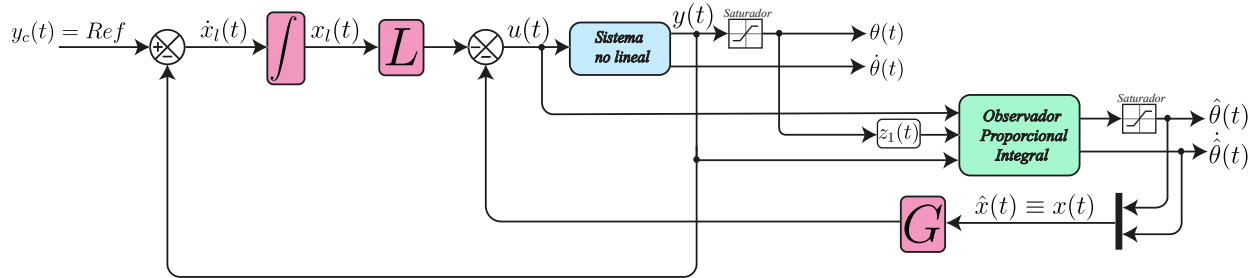 y_c(t) = Ref
ẋ_l(t)
∫
x_l(t)
L
u(t)
Sistema
no lineal
y(t)
Saturador
θ(t)
θ̇(t)
z_1(t)
Observador
Proporcional
Integral
Saturador
θ̂(t)
θ̂̇(t)
G
x̂(t) ≡ x(t)